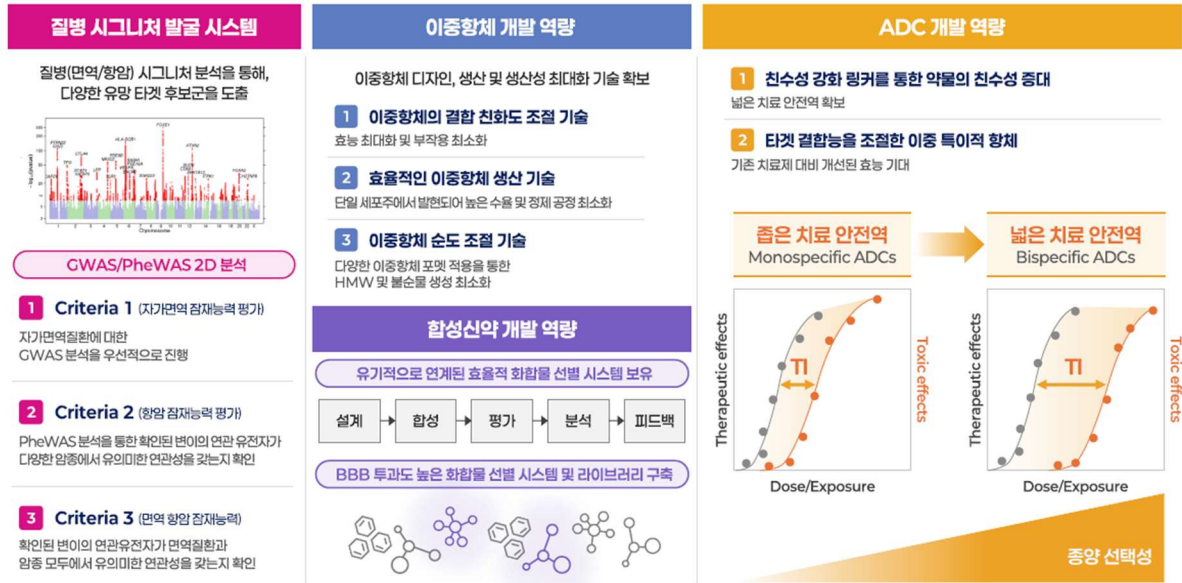 질병 시그니처 발굴 시스템
질병(면역/항암) 시그니처 분석을 통해,
다양한 유망 타겟 후보군을 도출
Chromosome
GWAS/PheWAS 2D 분석
1 Criteria 1 (자가면역 잠재능력 평가)
자가면역질환에 대한
GWAS 분석을 우선적으로 진행
2 Criteria 2 (항암 잠재능력 평가)
PheWAS 분석을 통한 확인된 변이의 연관 유전자가
다양한 암종에서 유의미한 연관성을 갖는지 확인
3 Criteria 3 (면역 항암 잠재능력)
확인된 변이의 연관유전자가 면역질환과
암종 모두에서 유의미한 연관성을 갖는지 확인
이중항체 개발 역량
이중항체 디자인, 생산 및 생산성 최대화 기술 확보
1 이중항체의 결합 친화도 조절 기술
효능 최대화 및 부작용 최소화
2 효율적인 이중항체 생산 기술
단일 세포주에서 발현되어 높은 수율 및 정제 공정 최소화
3 이중항체 순도 조절 기술
다양한 이중항체 포멧 적용을 통한
HMW 및 불순물 생성 최소화
합성신약 개발 역량
유기적으로 연계된 효율적 화합물 선별 시스템 보유
설계
합성
평가
분석
피드백
BBB 투과도 높은 화합물 선별 시스템 및 라이브러리 구축
ADC 개발 역량
1 친수성 강화 링커를 통한 약물의 친수성 증대
넓은 치료 안전역 확보
2 타겟 결합능을 조절한 이중 특이적 항체
기존 치료제 대비 개선된 효능 기대
좁은 치료 안전역
Monospecific ADCs
넓은 치료 안전역
Bispecific ADCs
Therapeutic effects
TI
Toxic effects
Dose/Exposure
Therapeutic effects
TI
Toxic effects
Dose/Exposure
종양 선택성